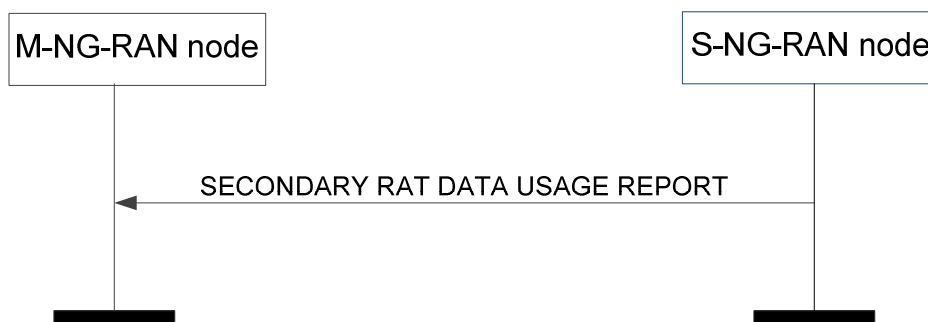 M-NG-RAN node
S-NG-RAN node
SECONDARY RAT DATA USAGE REPORT